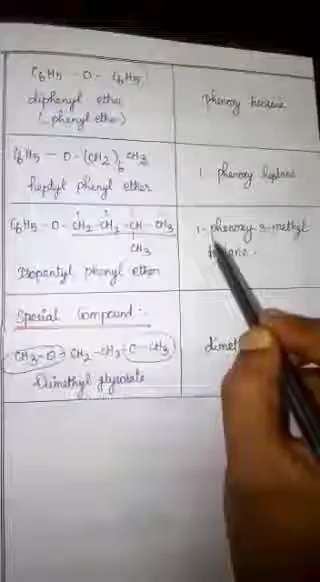 C6H5 - O - C6H5
diphenyl ether
(phenyl ether)
phenoxy benzene
C6H5 - O - (CH2)6 CH3
heptyl phenyl ether
1 phenoxy heptane
C6H5 - O - CH2 - CH2 - CH - CH3
CH3
Isopentyl phenyl ether
1- phenoxy 3-methyl
Special Compound :-
CH3 - O - CH2 - CH2 - O - CH3
Dimethyl glycolate
dimet